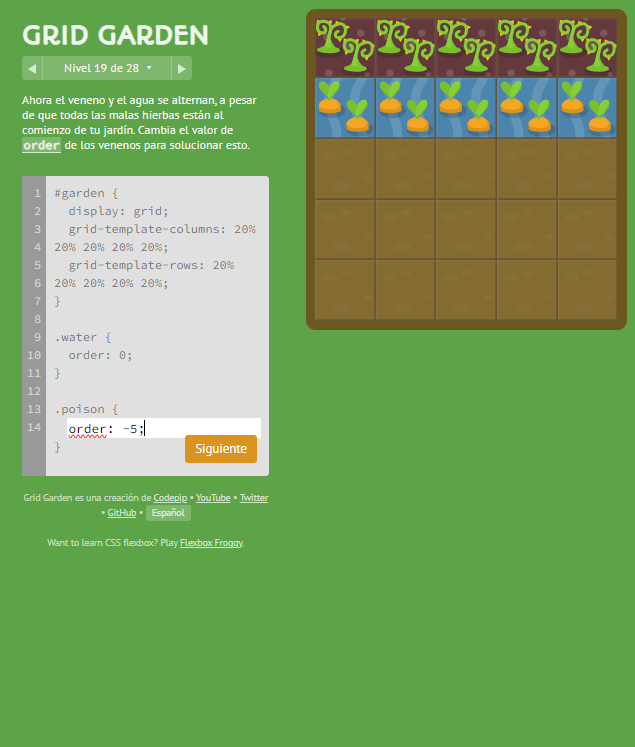 GRID GARDEN
Nivel 19 de 28
Ahora el veneno y el agua se alternan, a pesar
de que todas las malas hierbas están al
comienzo de tu jardín. Cambia el valor de
order de los venenos para solucionar esto.
1 #garden {
2 display: grid;
3 grid-template-columns: 20%
4 20% 20% 20% 20%;
5 grid-template-rows: 20%
6 20% 20% 20% 20%;
7 }
8
9 .water {
10 order: 0;
11 }
12
13 .poison {
14 order: -5;
}
Siguiente
Grid Garden es una creación de Codepip • YouTube • Twitter
• GitHub • Español
Want to learn CSS flexbox? Play Flexbox Froggy.